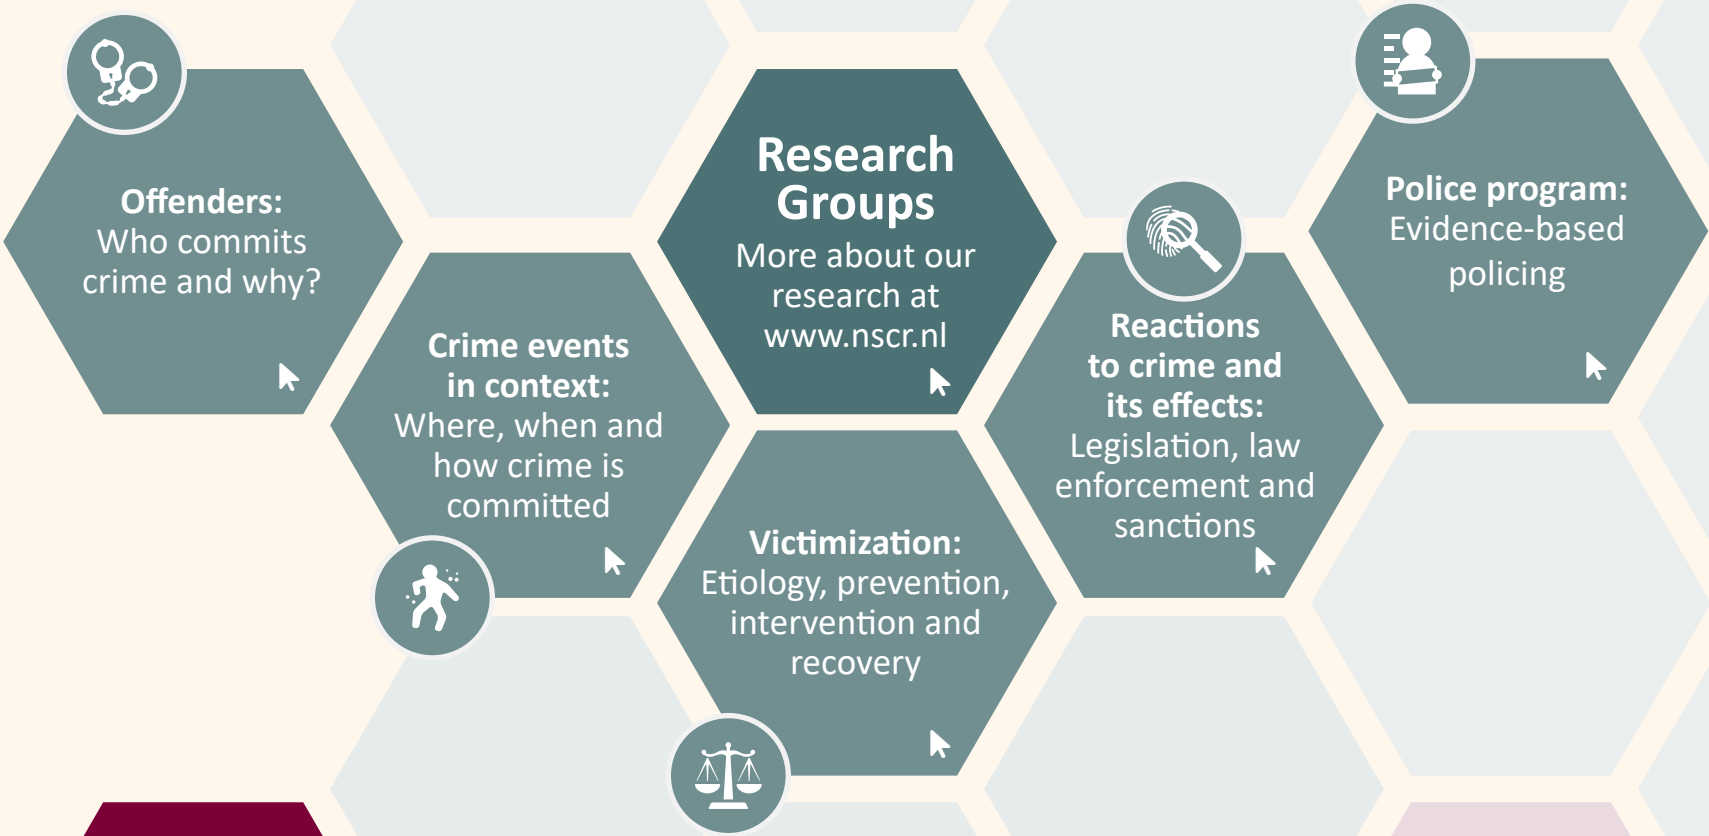 Offenders:
Who commits
crime and why?
Crime events
in context:
Where, when and
how crime is
committed
Research
Groups
More about our
research at
www.nscr.nl
Victimization:
Etiology, prevention,
intervention and
recovery
Reactions
to crime and
its effects:
Legislation, law
enforcement and
sanctions
Police program:
Evidence-based
policing